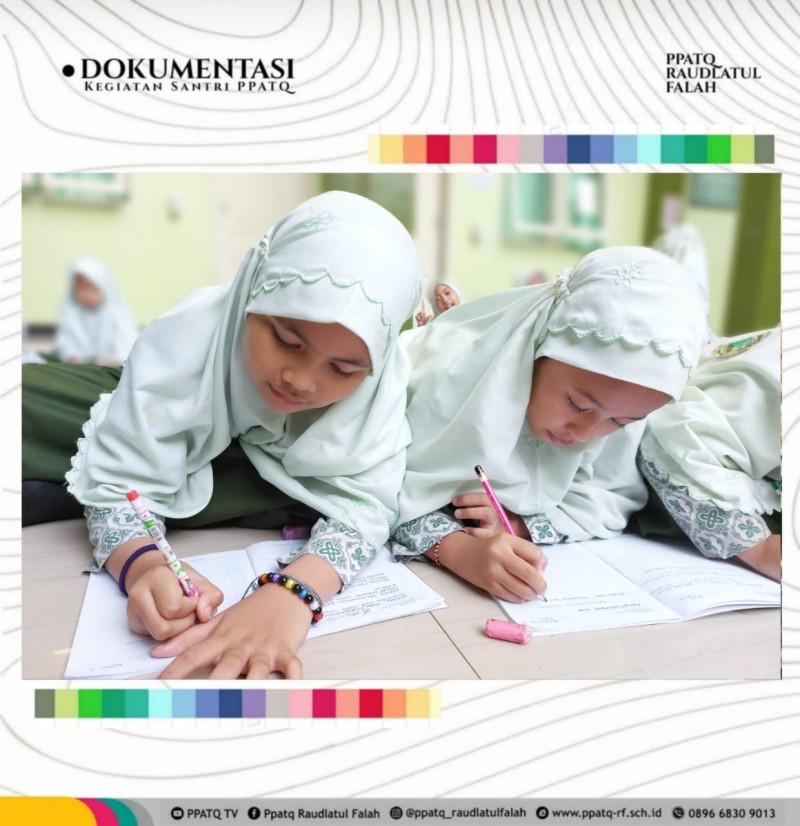 DOKUMENTASI
KEGIATAN SANTRI PPATQ
PPATQ
RAUDLATUL
FALAH
PPATQ TV Ppatq Raudlatul Falah @ppatq_raudlatulfalah www.ppatq-rf.sch.id 0896 6830 9013